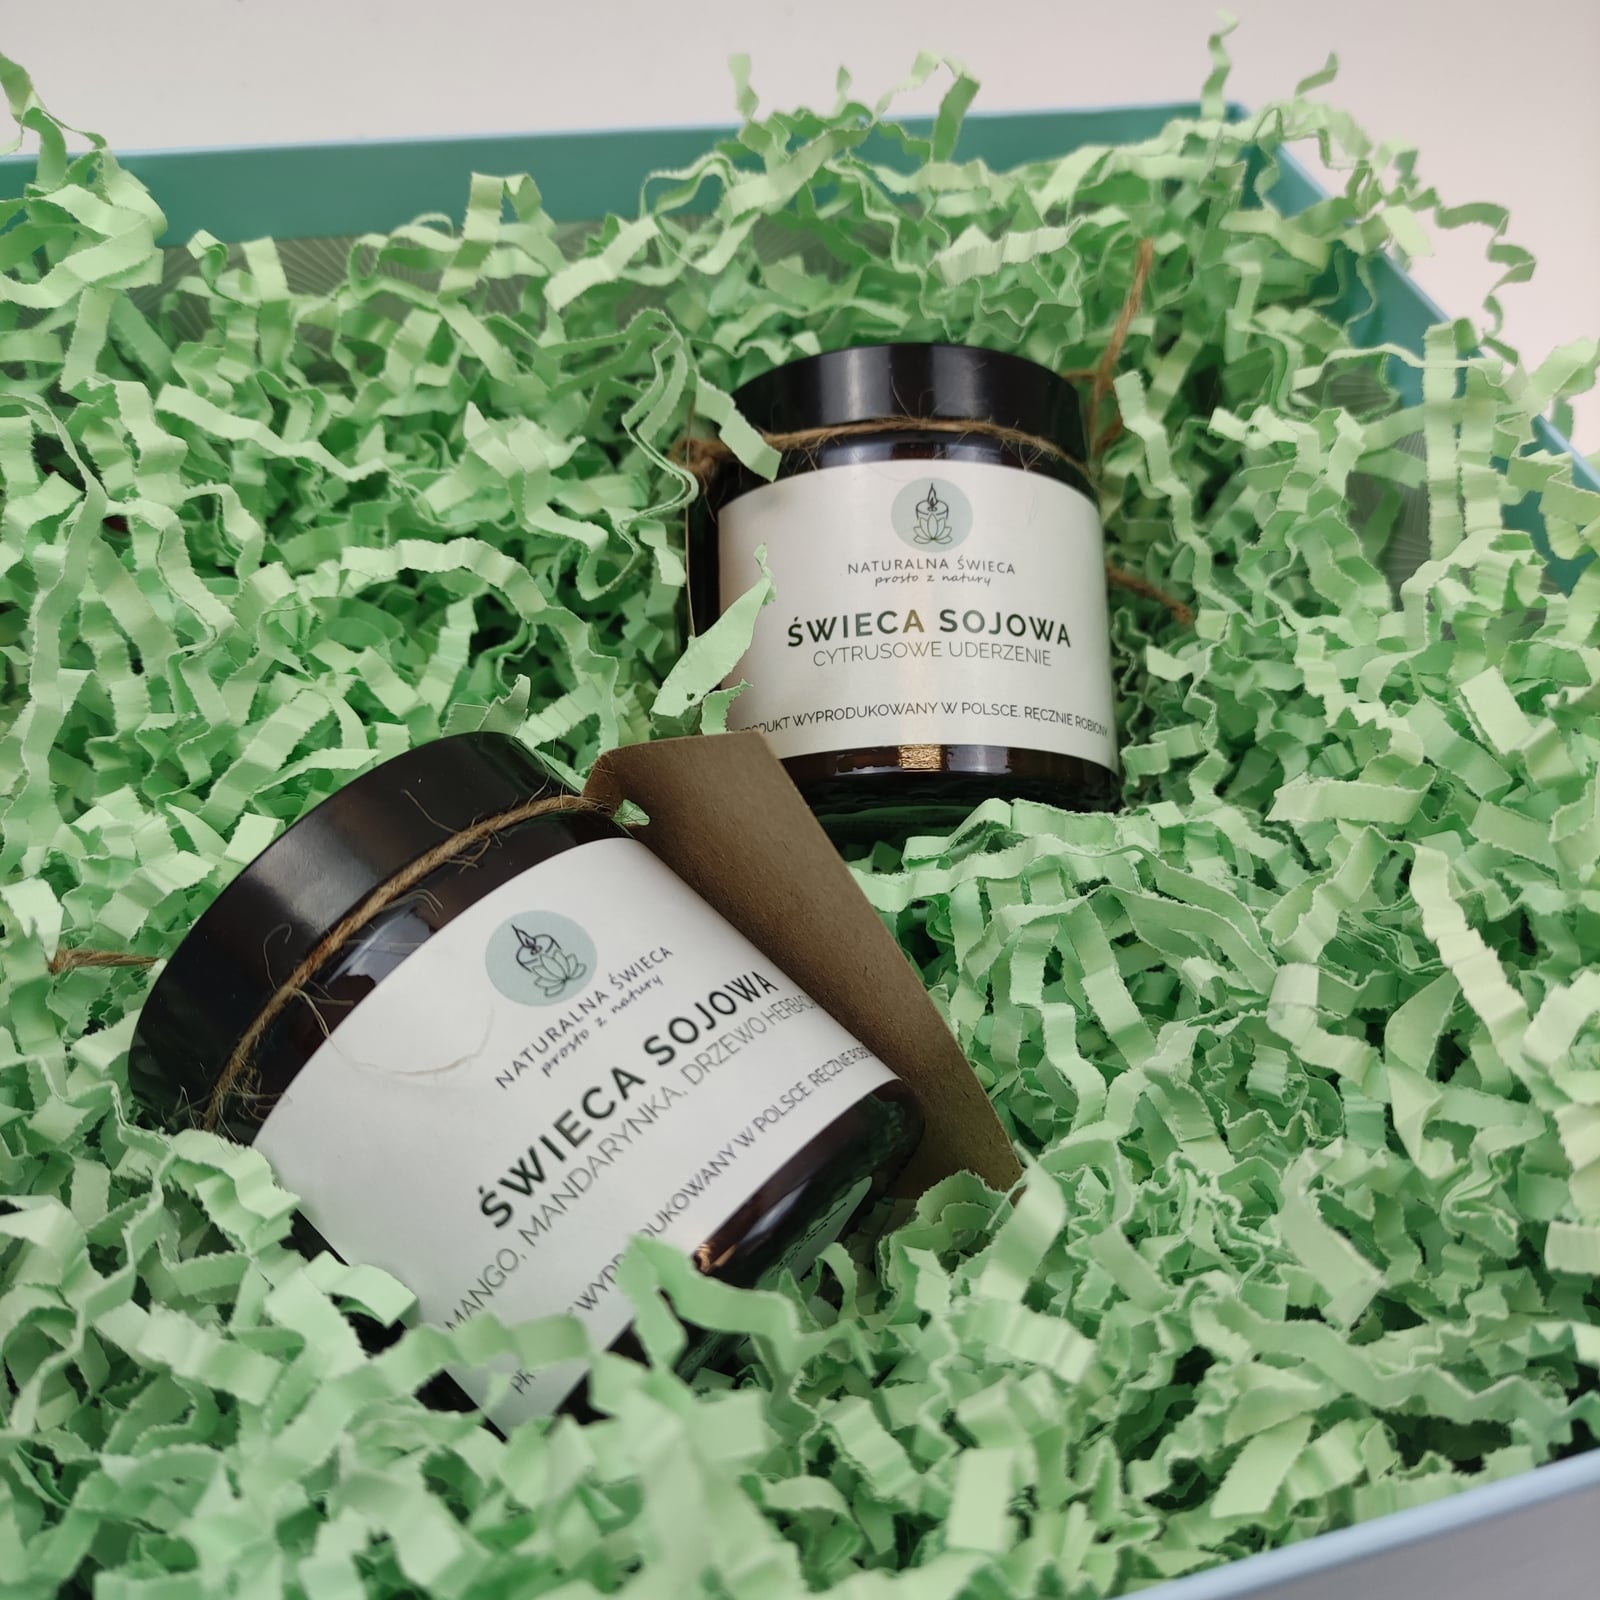 NATURALNA ŚWIECA
prosto z natury
ŚWIECA SOJOWA
CYTRUSOWE UDERZENIE
PRODUKT WYPRODUKOWANY W POLSCE. RĘCZNIE ROBIONY
NATURALNA ŚWIECA
prosto z natury
ŚWIECA SOJOWA
MANGO, MANDARYNKA, DRZEWO
WYPRODUKOWANY W POLSCE. RĘCZNIE